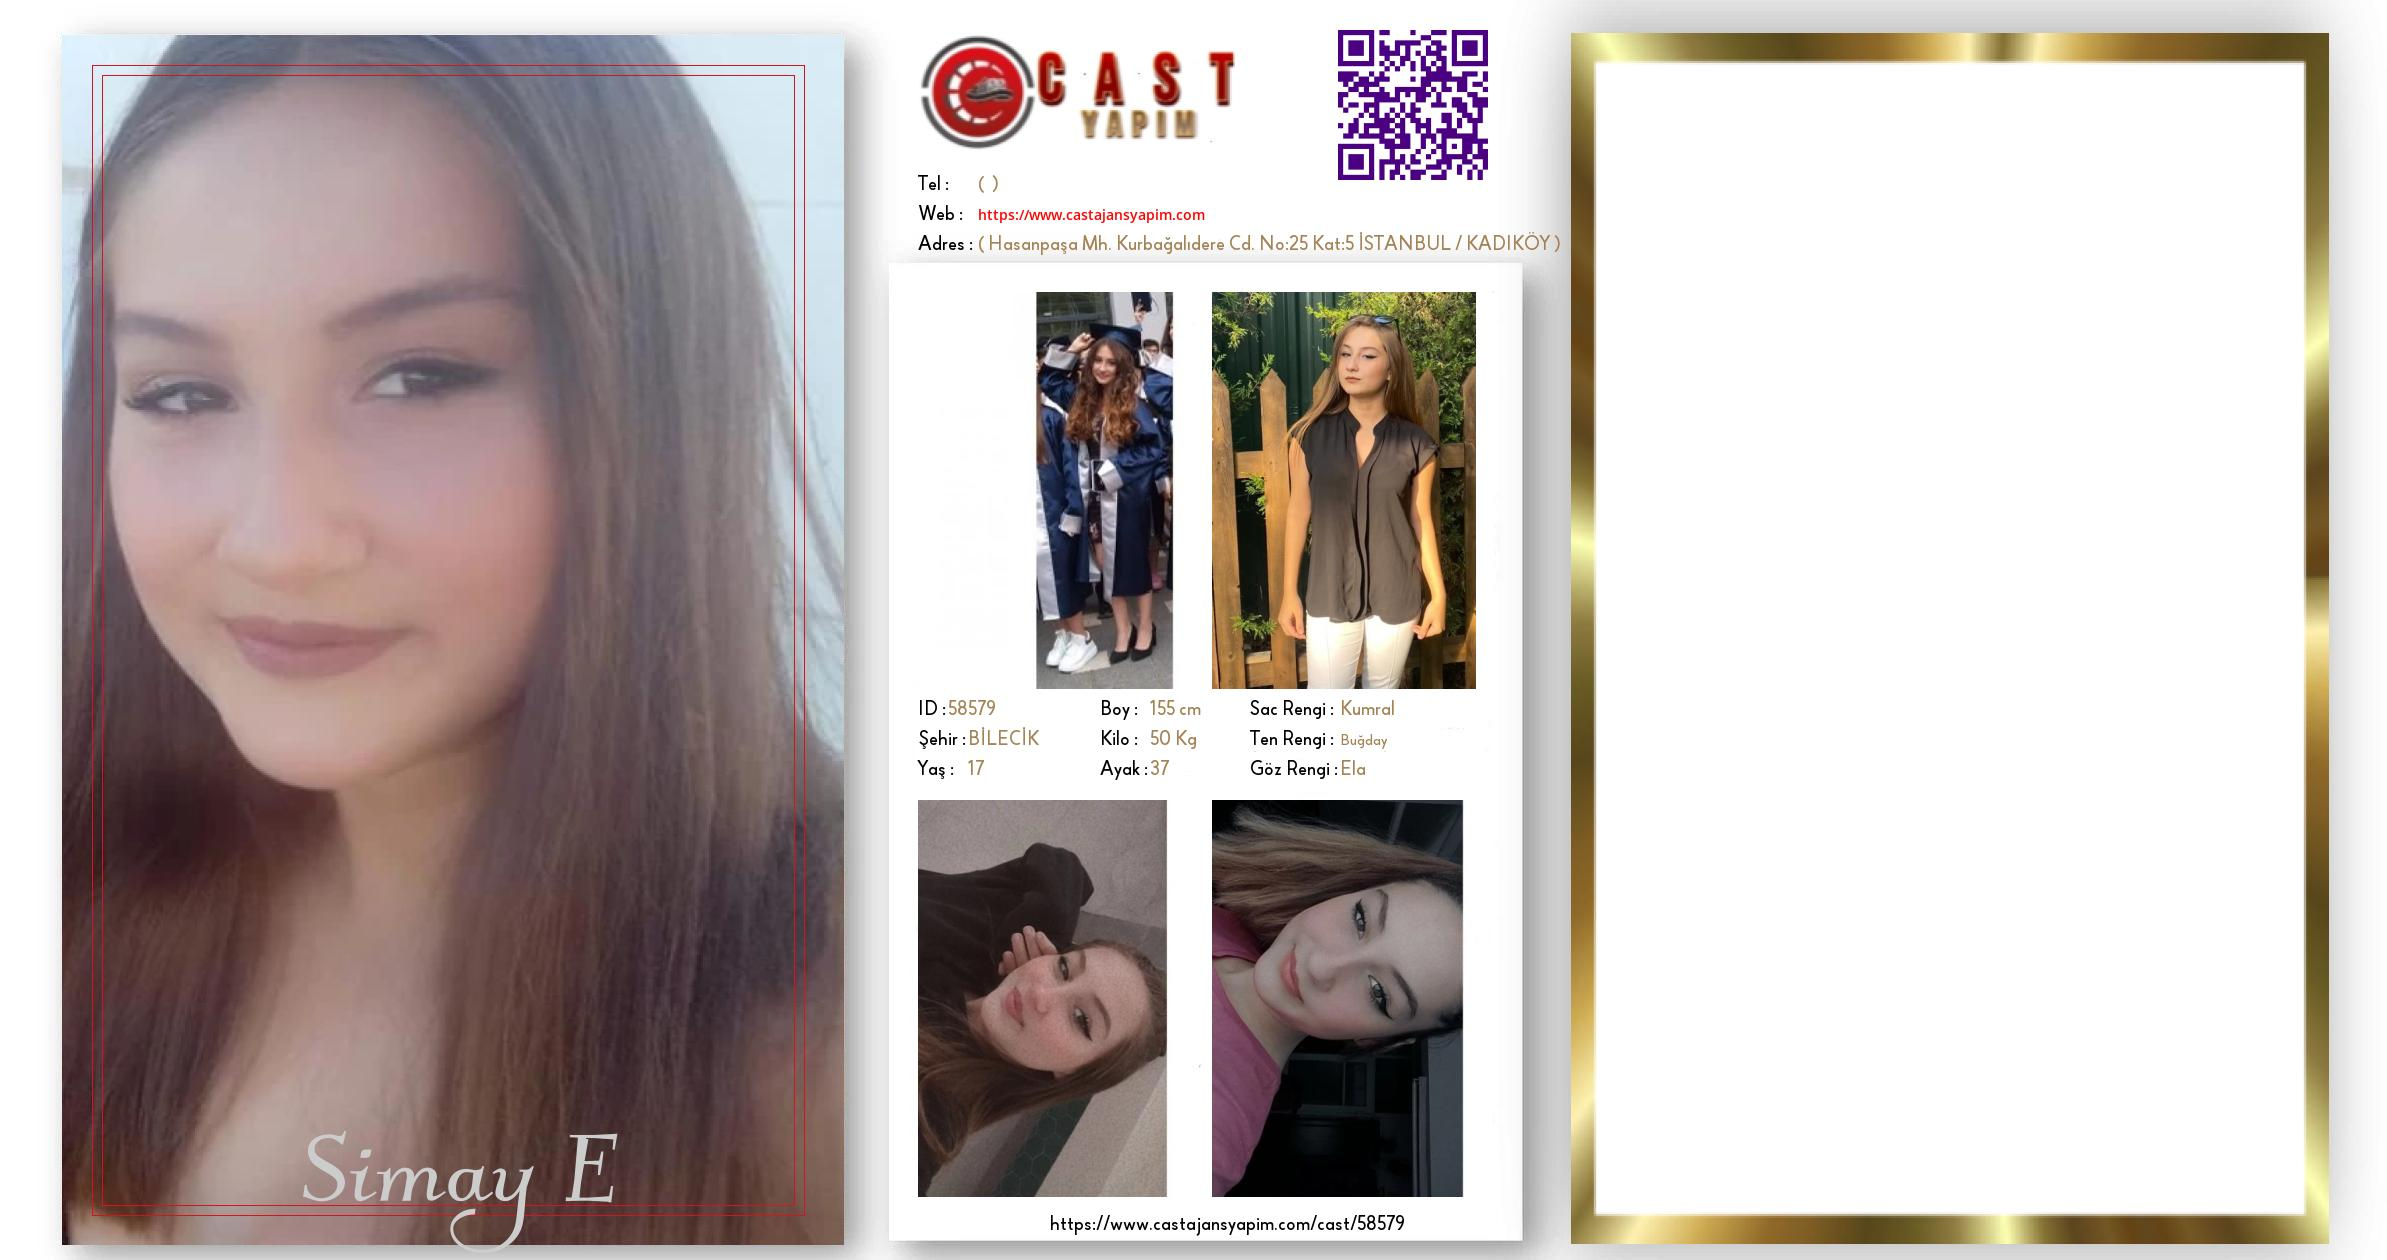 Simay E
CAST
YAPIM
Tel : ( )
Web : https://www.castajansyapim.com
Adres : ( Hasanpaşa Mh. Kurbağalıdere Cd. No:25 Kat:5 İSTANBUL / KADIKÖY )
ID : 58579 Boy : 155 cm Sac Rengi : Kumral
Şehir : BİLECİK Kilo : 50 Kg Ten Rengi : Buğday
Yaş : 17 Ayak : 37 Göz Rengi : Ela
https://www.castajansyapim.com/cast/58579